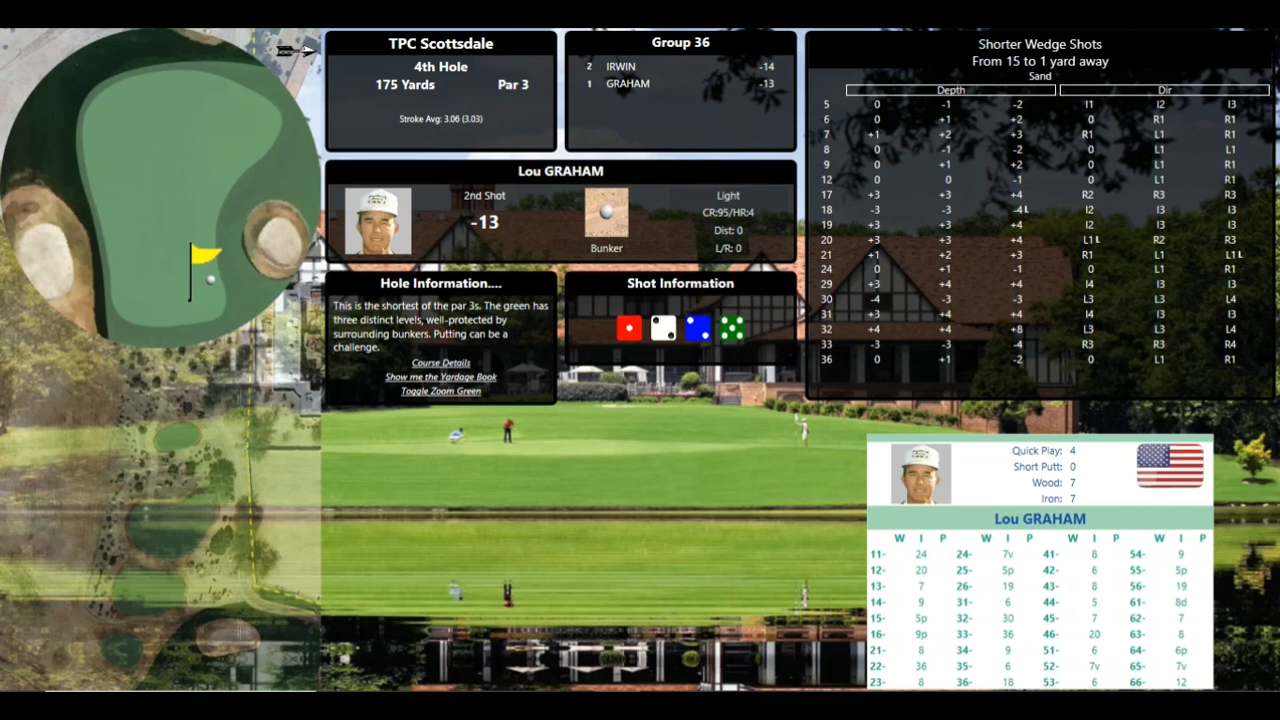 TPC Scottsdale
4th Hole
175 Yards Par 3
Stroke Avg: 3.06 (3.03)
Group 36
2 IRWIN -14
1 GRAHAM -13
Lou GRAHAM
2nd Shot
-13
Bunker
Light
CR:95/HR:4
Dist: 0
L/R: 0
Hole Information....
This is the shortest of the par 3s. The green has
three distinct levels, well-protected by
surrounding bunkers. Putting can be a
challenge.
Course Details
Show me the Yardage Book
Toggle Zoom Green
Shot Information
Shorter Wedge Shots
From 15 to 1 yard away
Sand
Depth Dir
5 0 -1 -2 I1 I2 I3
6 0 +1 +2 0 R1 R1
7 +1 +2 +3 R1 L1 R1
8 0 -1 -2 0 L1 L1
9 0 +1 +2 0 L1 R1
12 0 0 -1 0 L1 R1
17 +3 +3 +4 R2 R3 R3
18 -3 -3 -4L I2 I3 I3
19 +3 +3 +4 I2 I3 I3
20 +3 +3 +4 L1L R2 R3
21 +1 +2 +3 R1 L1 L1L
24 0 +1 -1 0 L1 R1
29 +3 +4 +4 I4 I3 I3
30 -4 -3 -3 L3 L3 L4
31 +3 +4 +4 I4 I3 I3
32 +4 +4 +8 L3 L3 L4
33 -3 -3 -4 R3 R3 R4
36 0 +1 -2 0 L1 R1
Quick Play: 4
Short Putt: 0
Wood: 7
Iron: 7
Lou GRAHAM
W I P W I P W I P W I P
11- 24 24- 7v 41- 8 54- 9
12- 20 25- 5p 42- 6 55- 5p
13- 7 26- 19 43- 8 56- 19
14- 9 31- 6 44- 5 61- 8d
15- 5p 32- 30 45- 7 62- 7
16- 9p 33- 36 46- 20 63- 8
21- 8 34- 9 51- 6 64- 6p
22- 36 35- 6 52- 7v 65- 7v
23- 8 36- 18 53- 6 66- 12